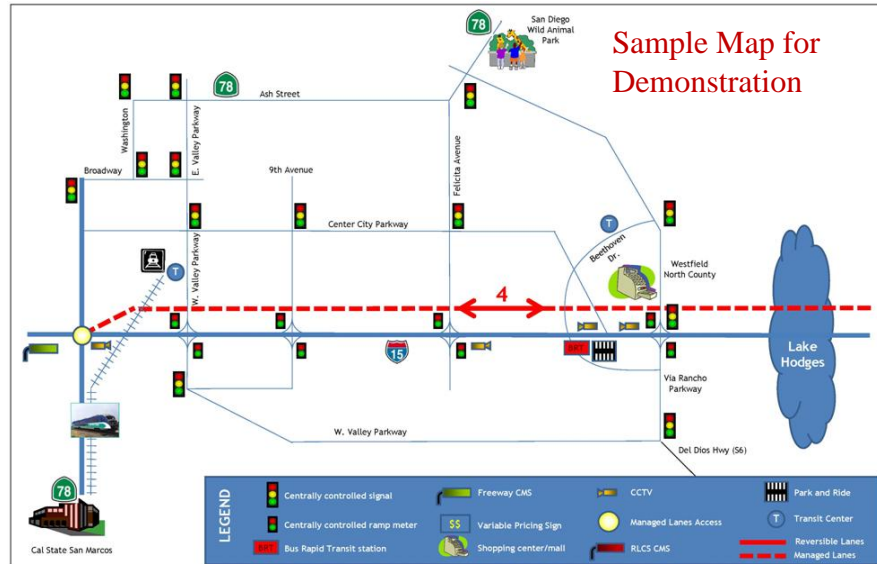 78
San Diego
Wild Animal
Park
Sample Map for
Demonstration
78
Ash Street
Washington
E. Valley Parkway
Felicita Avenue
Broadway
9th Avenue
Center City Parkway
T
Beethoven
Dr.
Westfield
North County
T
W. Valley Parkway
4
15
BRT
Lake
Hodges
Via Rancho
Parkway
W. Valley Parkway
Del Dios Hwy (S6)
78
Cal State San Marcos
LEGEND
Centrally controlled signal
Freeway CMS
CCTV
Park and Ride
Centrally controlled ramp meter
$$
Variable Pricing Sign
Managed Lanes Access
T
Transit Center
BRT
Bus Rapid Transit station
Shopping center/mall
RLCS CMS
Reversible Lanes
Managed Lanes